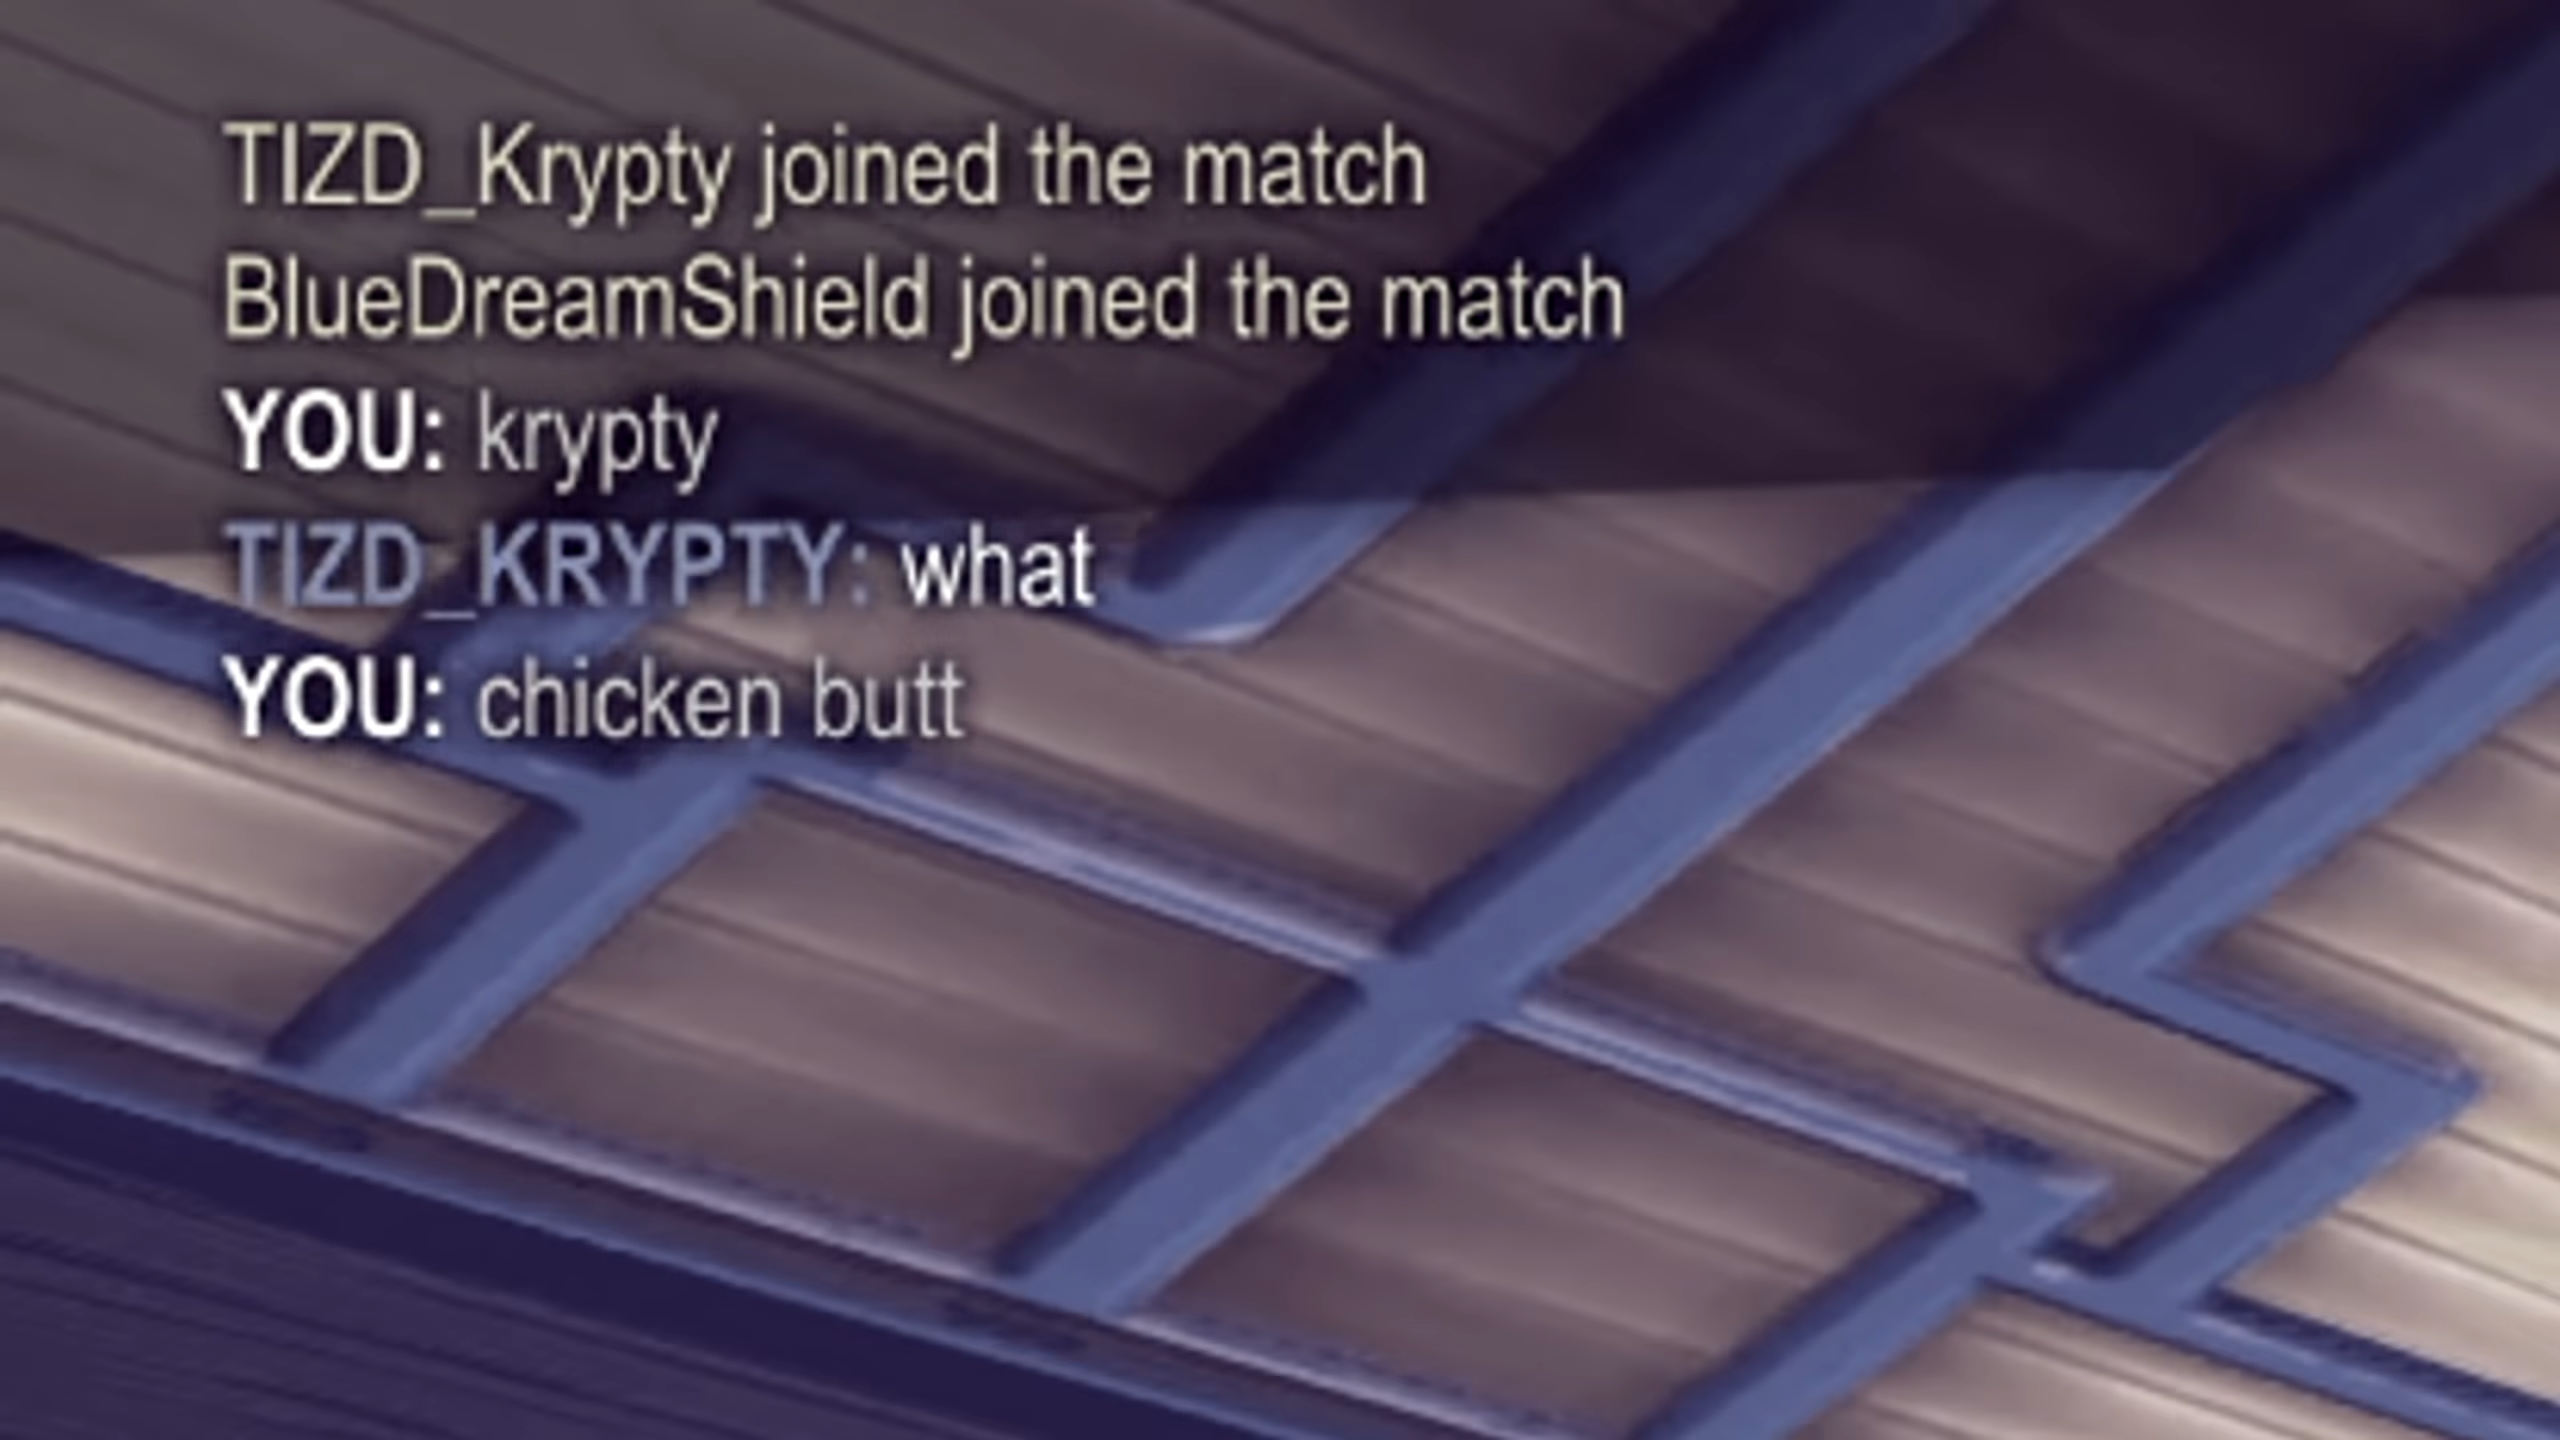 TIZD_Krypty joined the match
BlueDreamShield joined the match
YOU: krypty
TIZD_KRYPTY: what
YOU: chicken butt